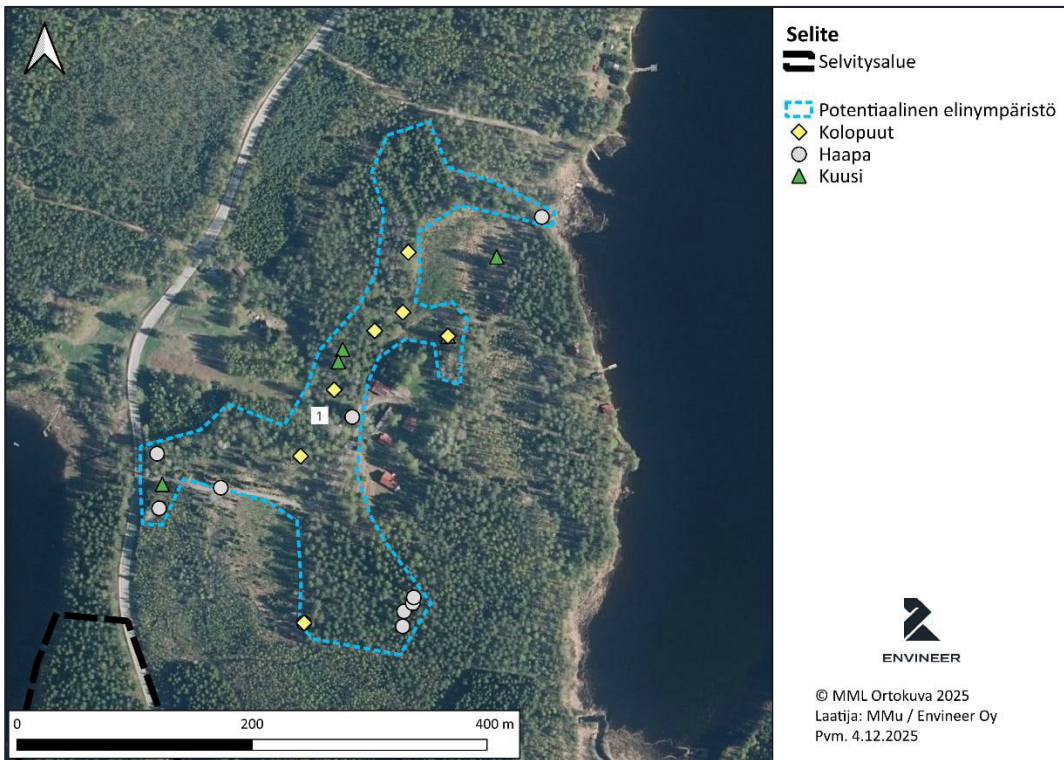 Selite
Selvitysalue
Potentiaalinen elinympäristö
Kolopuut
Haapa
Kuusi
1
0 200 400 m
ENVINEER
© MML Ortokuva 2025
Laatija: MMu / Envineer Oy
Pvm. 4.12.2025